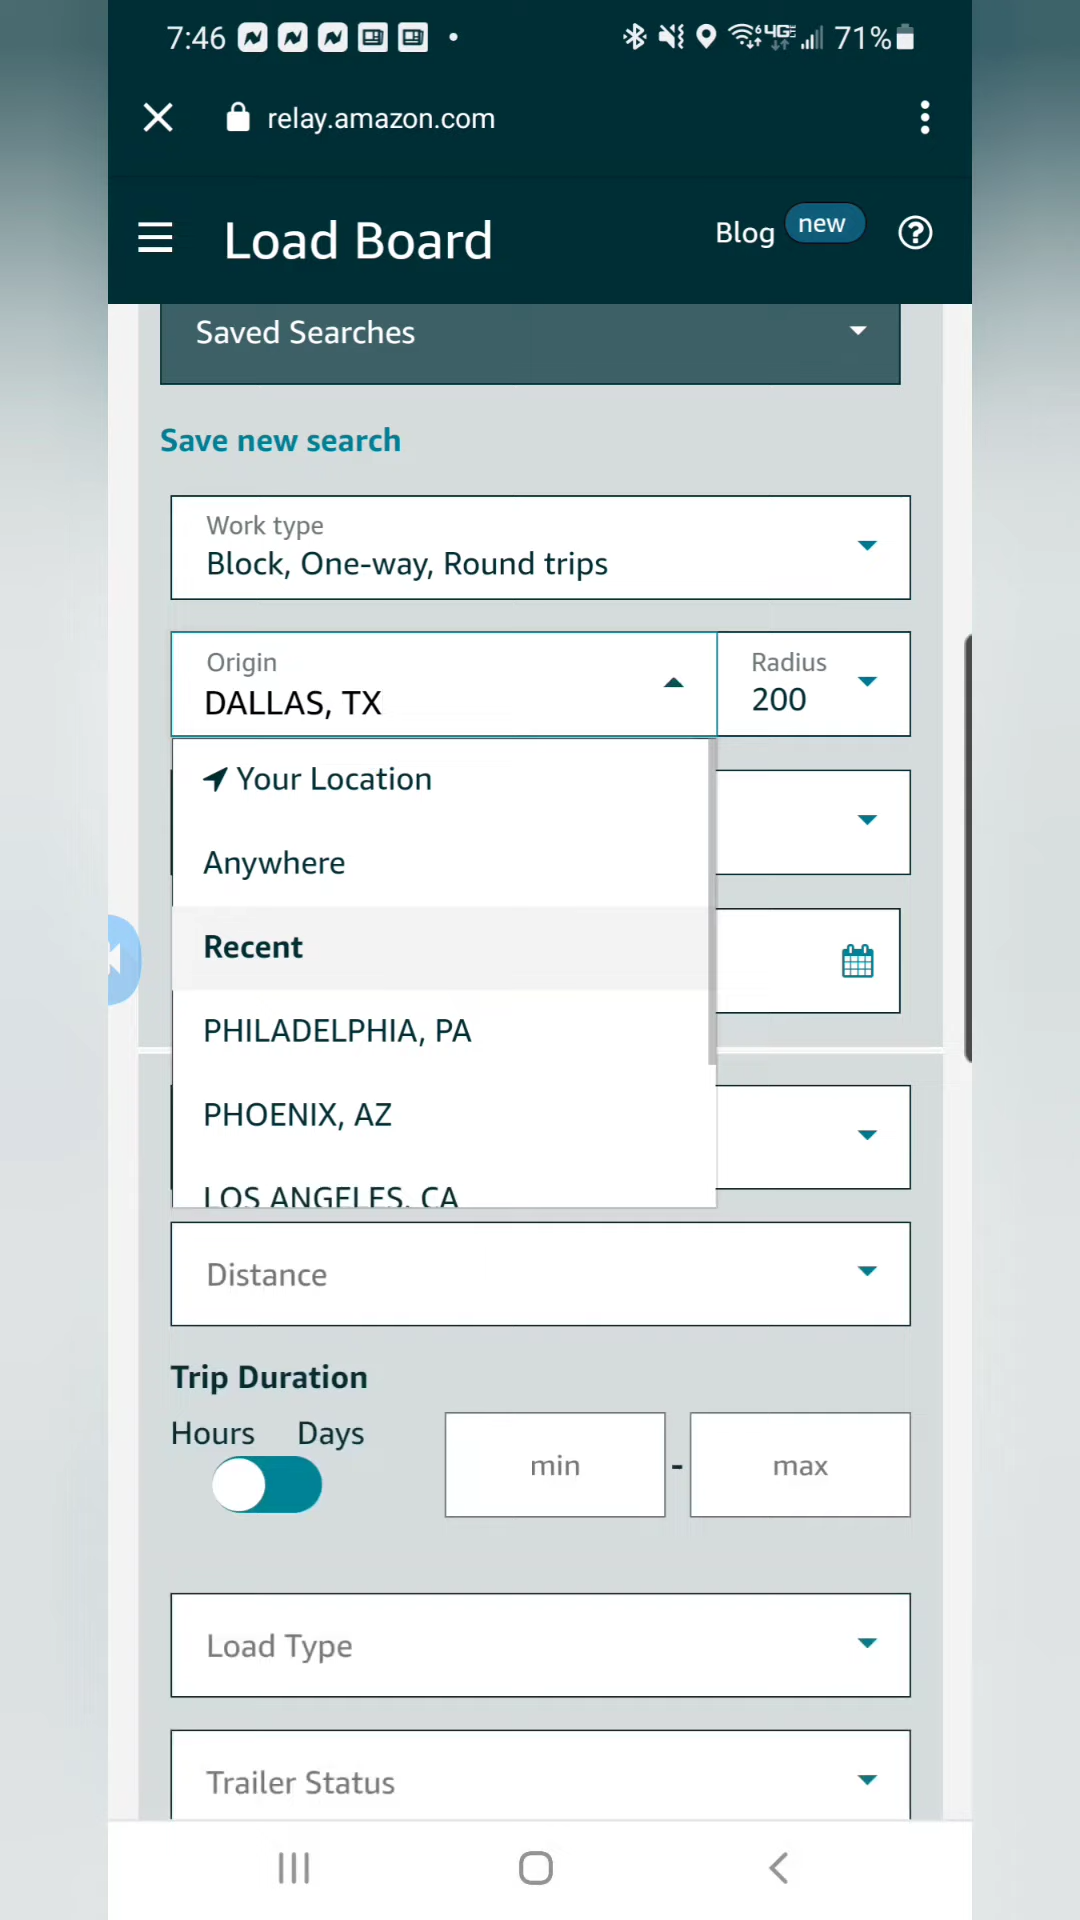 7:46
4G 71%
relay.amazon.com
Load Board
Blog new
Saved Searches
Save new search
Work type
Block, One-way, Round trips
Origin
DALLAS, TX
Radius
200
Your Location
Anywhere
Recent
PHILADELPHIA, PA
PHOENIX, AZ
LOS ANGELES, CA
Distance
Trip Duration
Hours Days
min - max
Load Type
Trailer Status